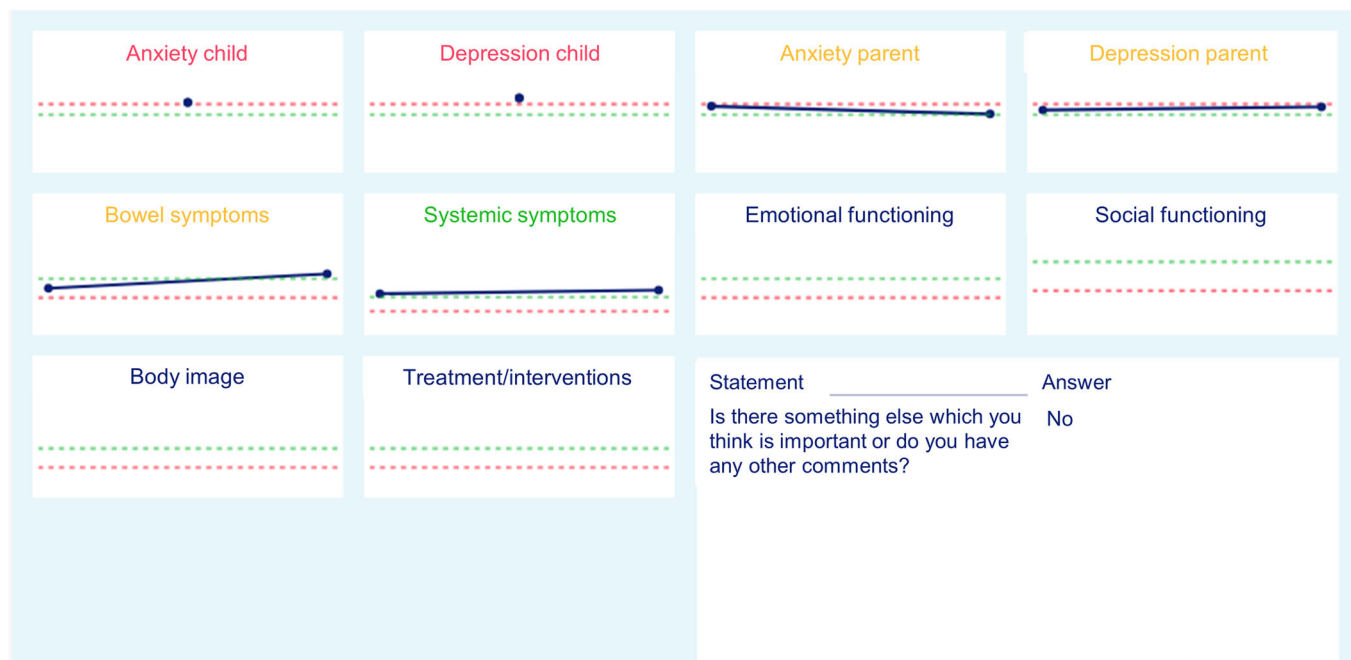 Anxiety child
Depression child
Anxiety parent
Depression parent
Bowel symptoms
Systemic symptoms
Emotional functioning
Social functioning
Body image
Treatment/interventions
Statement
Answer
Is there something else which you
think is important or do you have
any other comments?
No